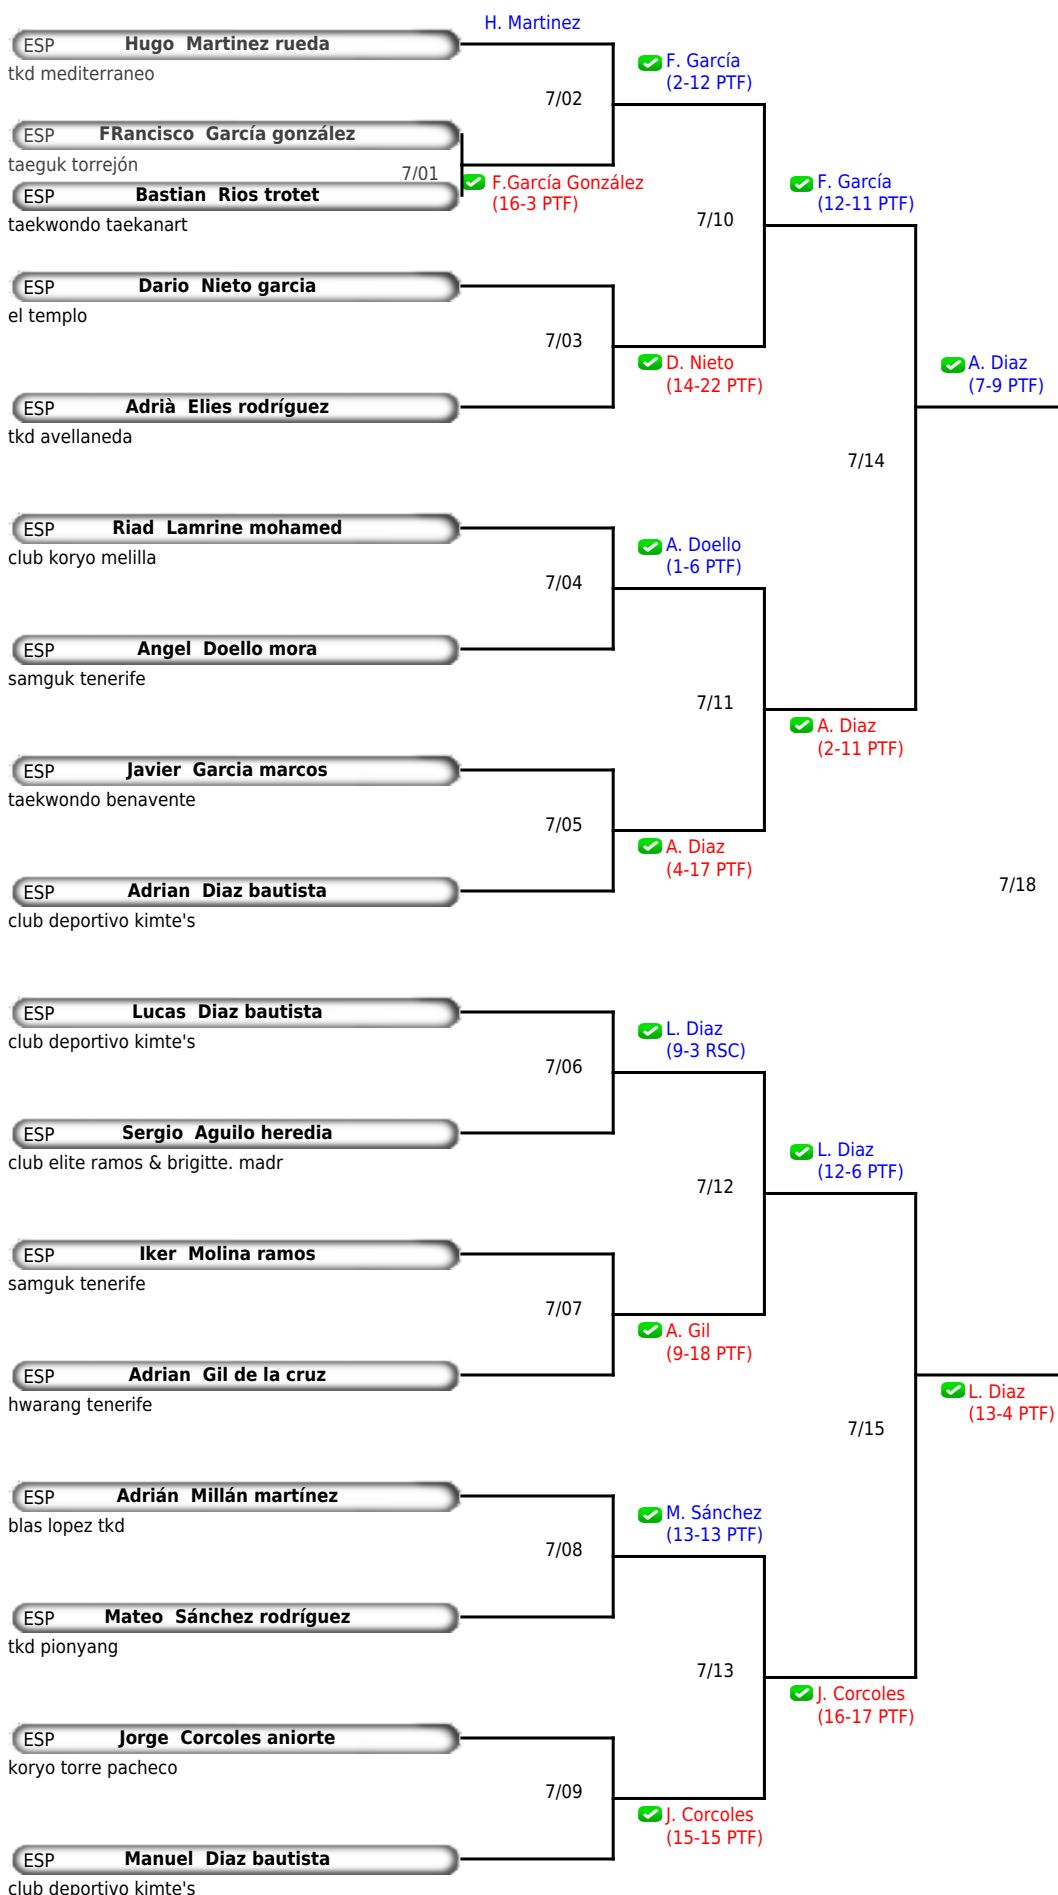 H. Martinez
ESP Hugo Martinez rueda
tkd mediterraneo
F. García
(2-12 PTF)
7/02
ESP FRancisco García gonzález
taeguk torrejón
7/01
ESP Bastian Rios trotet
F.García González
(16-3 PTF)
taekwondo taekanart
F. García
(12-11 PTF)
7/10
ESP Dario Nieto garcia
el templo
7/03
D. Nieto
(14-22 PTF)
A. Diaz
(7-9 PTF)
ESP Adrià Elies rodríguez
tkd avellaneda
7/14
ESP Riad Lamrine mohamed
club koryo melilla
A. Doello
(1-6 PTF)
7/04
ESP Angel Doello mora
samguk tenerife
7/11
A. Diaz
(2-11 PTF)
ESP Javier Garcia marcos
taekwondo benavente
7/05
A. Diaz
(4-17 PTF)
7/18
ESP Adrian Diaz bautista
club deportivo kimte's
ESP Lucas Diaz bautista
club deportivo kimte's
L. Diaz
(9-3 RSC)
7/06
ESP Sergio Aguilo heredia
club elite ramos & brigitte. madr
L. Diaz
(12-6 PTF)
7/12
ESP Iker Molina ramos
samguk tenerife
7/07
A. Gil
(9-18 PTF)
ESP Adrian Gil de la cruz
hwarang tenerife
L. Diaz
(13-4 PTF)
7/15
ESP Adrián Millán martínez
blas lopez tkd
M. Sánchez
(13-13 PTF)
7/08
ESP Mateo Sánchez rodríguez
tkd pionyang
7/13
J. Corcoles
(16-17 PTF)
ESP Jorge Corcoles aniorte
koryo torre pacheco
7/09
J. Corcoles
(15-15 PTF)
ESP Manuel Diaz bautista
club deportivo kimte's